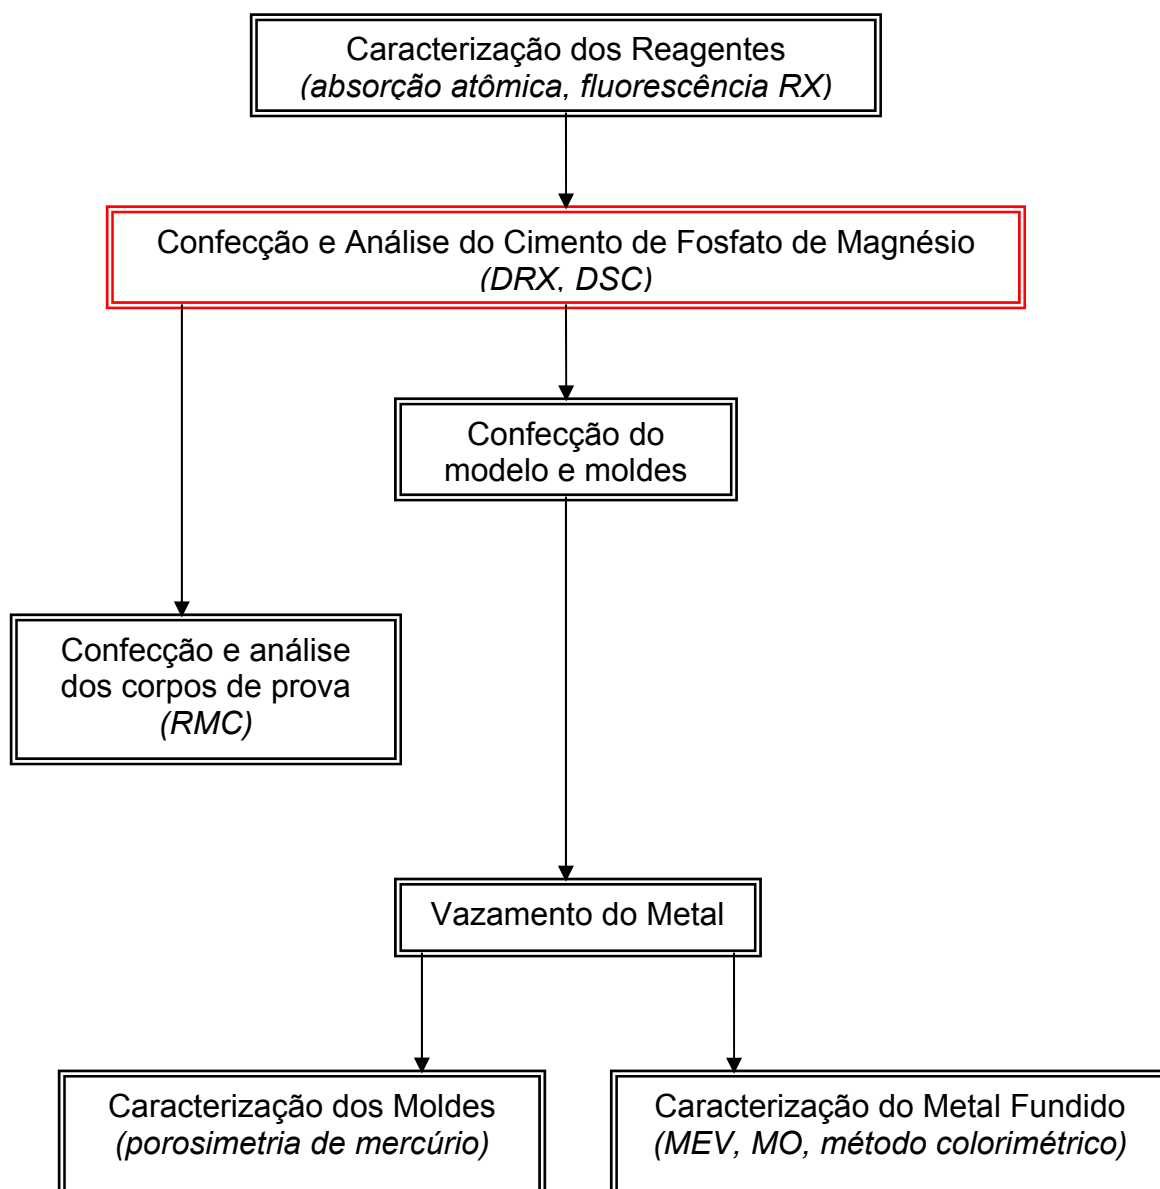 Caracterização dos Reagentes
(absorção atômica, fluorescência RX)
Confecção e Análise do Cimento de Fosfato de Magnésio
(DRX, DSC)
Confecção do
modelo e moldes
Confecção e análise
dos corpos de prova
(RMC)
Vazamento do Metal
Caracterização dos Moldes
(porosimetria de mercúrio)
Caracterização do Metal Fundido
(MEV, MO, método colorimétrico)